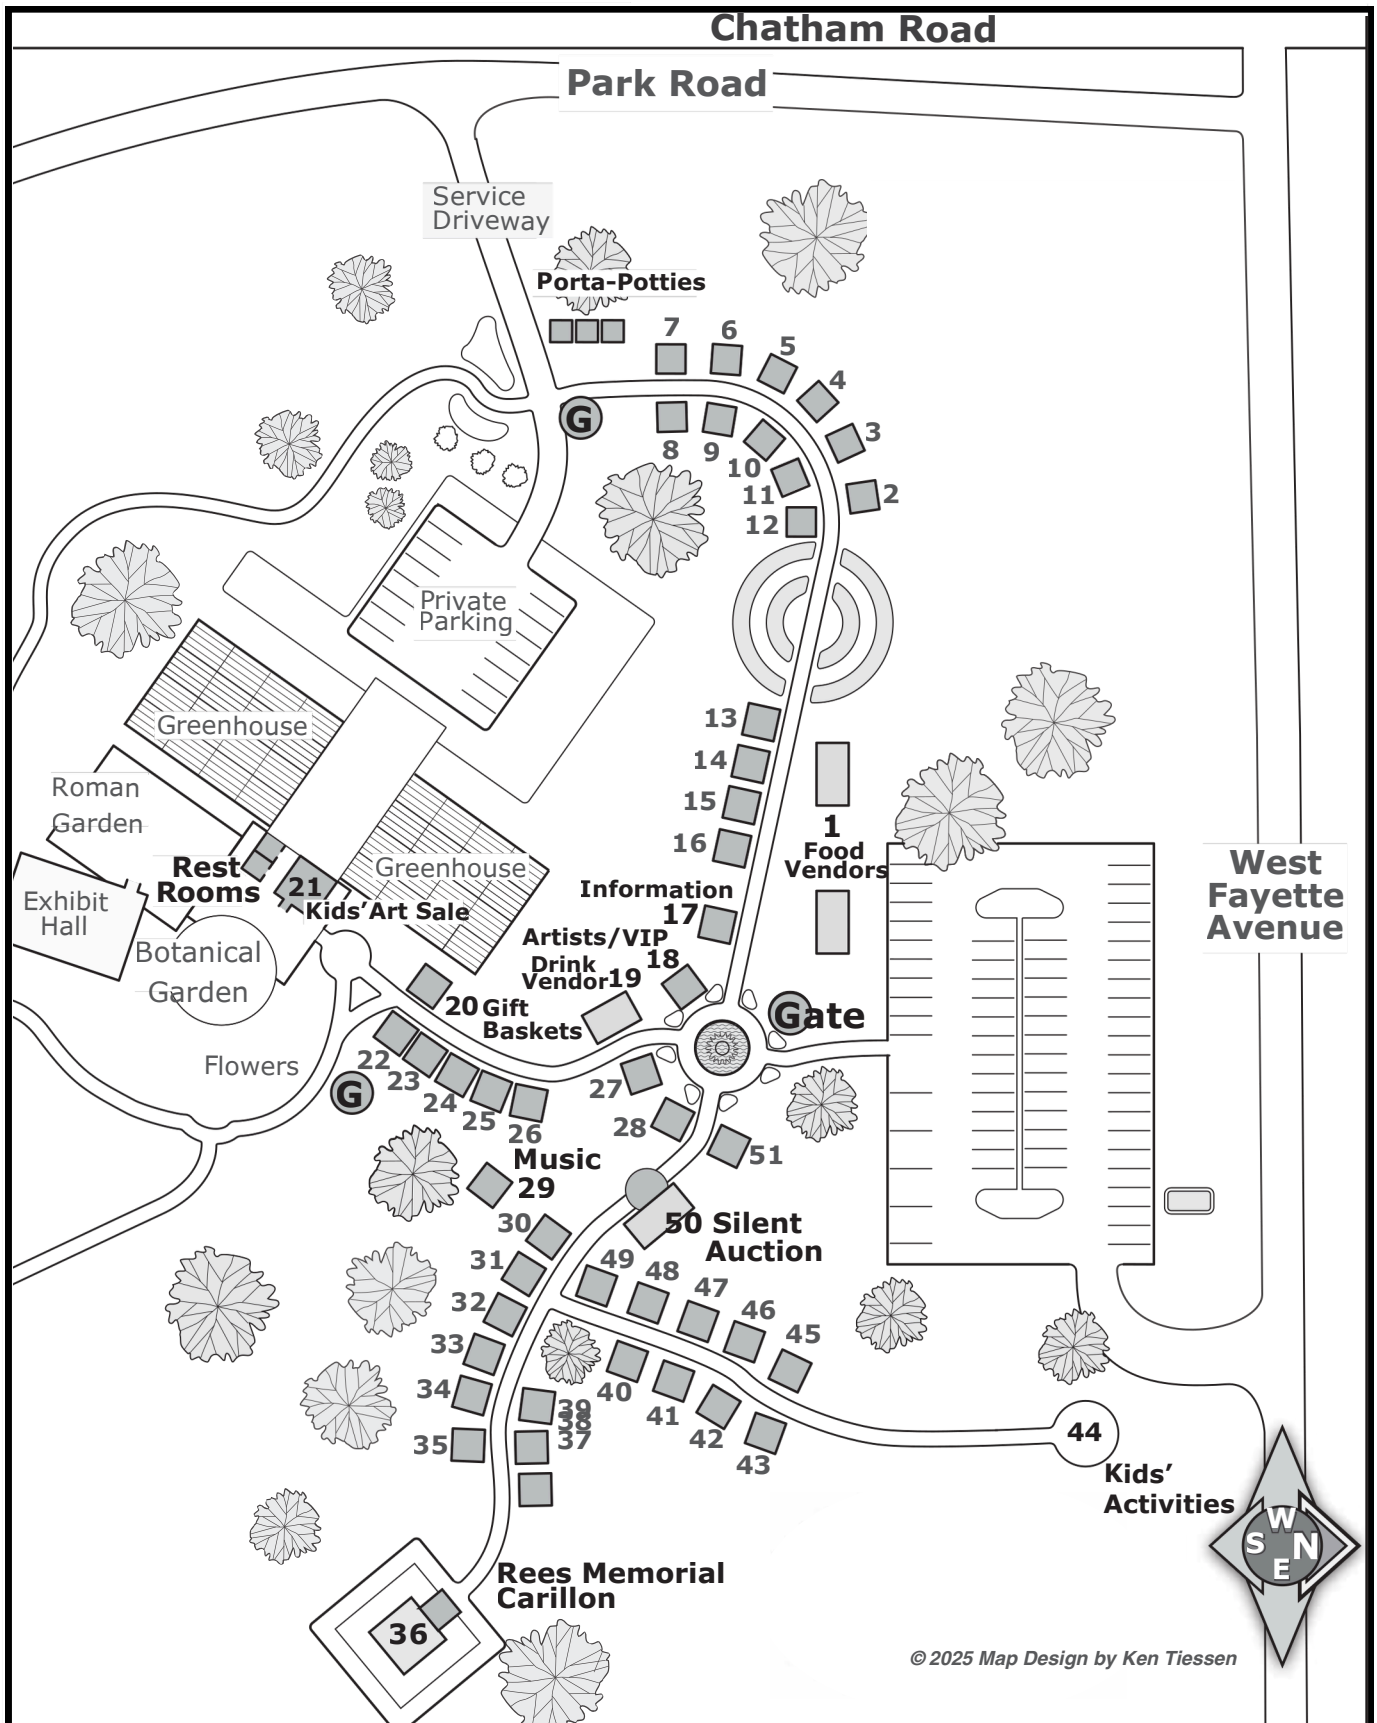 Chatham Road
Park Road
Service
Driveway
Porta-Potties
7
6
5
4
3
2
G
8
9
10
11
12
Private
Parking
Greenhouse
13
14
15
16
Roman
Garden
1
Food
Vendors
West
Fayette
Avenue
Rest
Rooms
21
Kids' Art Sale
Greenhouse
Exhibit
Hall
Information
17
Artists/VIP
18
Drink
Vendor 19
Botanical
Garden
20 Gift
Baskets
Gate
Flowers
22
23
24
25
26
G
27
28
51
Music
29
30
31
32
33
34
35
50 Silent
Auction
49
48
47
46
45
40
41
42
43
39
38
37
44
Kids'
Activities
W
S
N
E
Rees Memorial
Carillon
36
© 2025 Map Design by Ken Tiessen